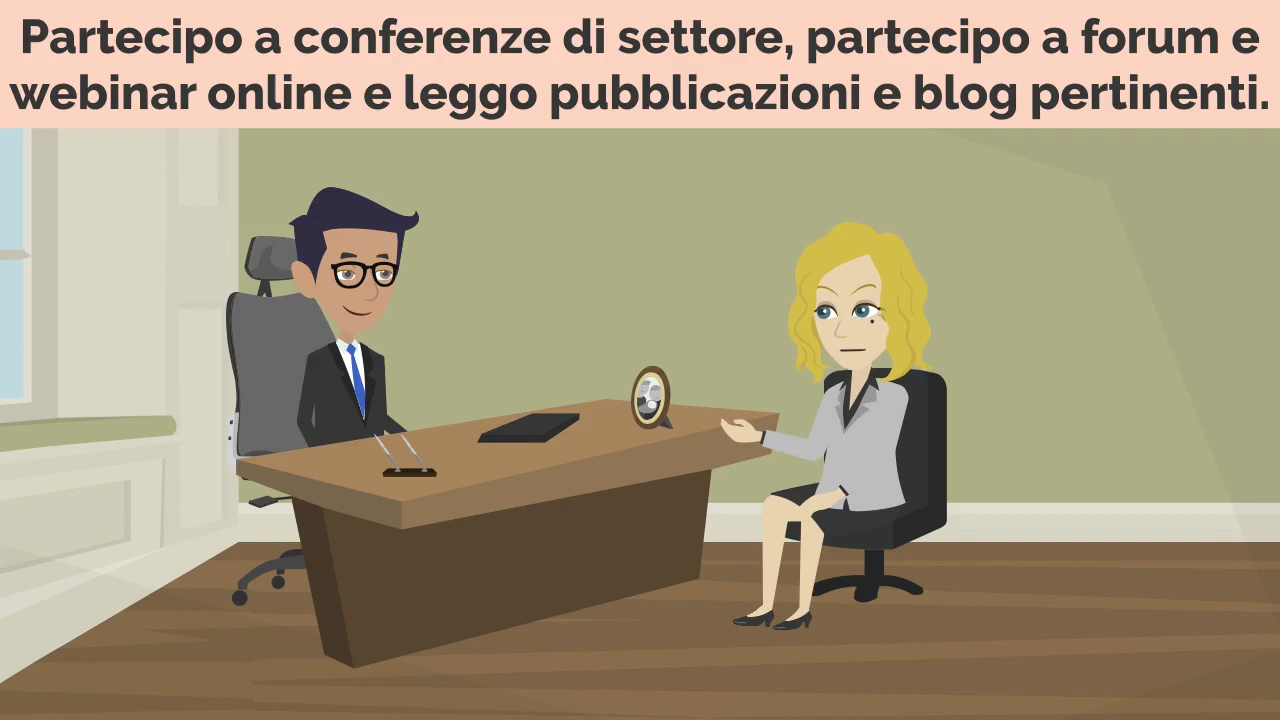 Partecipo a conferenze di settore, partecipo a forum e
webinar online e leggo pubblicazioni e blog pertinenti.